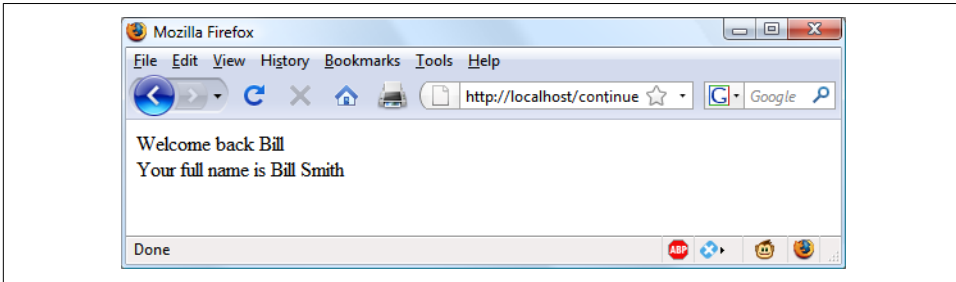 Mozilla Firefox
File Edit View History Bookmarks Tools Help
http://localhost/continue G Google
Welcome back Bill
Your full name is Bill Smith
Done ABP